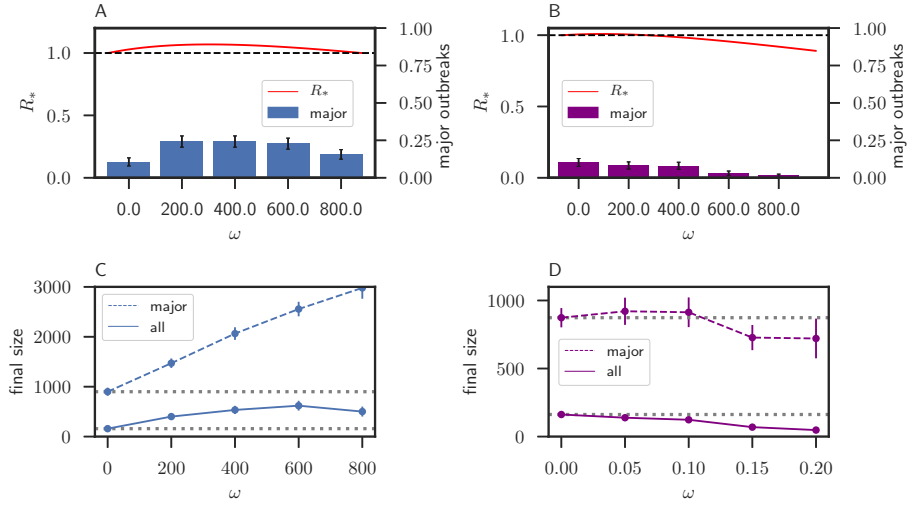 A
1.0
0.5
0.0
R*
1.00
0.75
0.50
0.25
0.00
major outbreaks
R*
major
0.0 200.0 400.0 600.0 800.0
ω
B
1.0
0.5
0.0
R*
1.00
0.75
0.50
0.25
0.00
major outbreaks
R*
major
0.0 200.0 400.0 600.0 800.0
ω
C
3000
2000
1000
0
final size
major
all
0 200 400 600 800
ω
D
1000
500
0
final size
major
all
0.00 0.05 0.10 0.15 0.20
ω